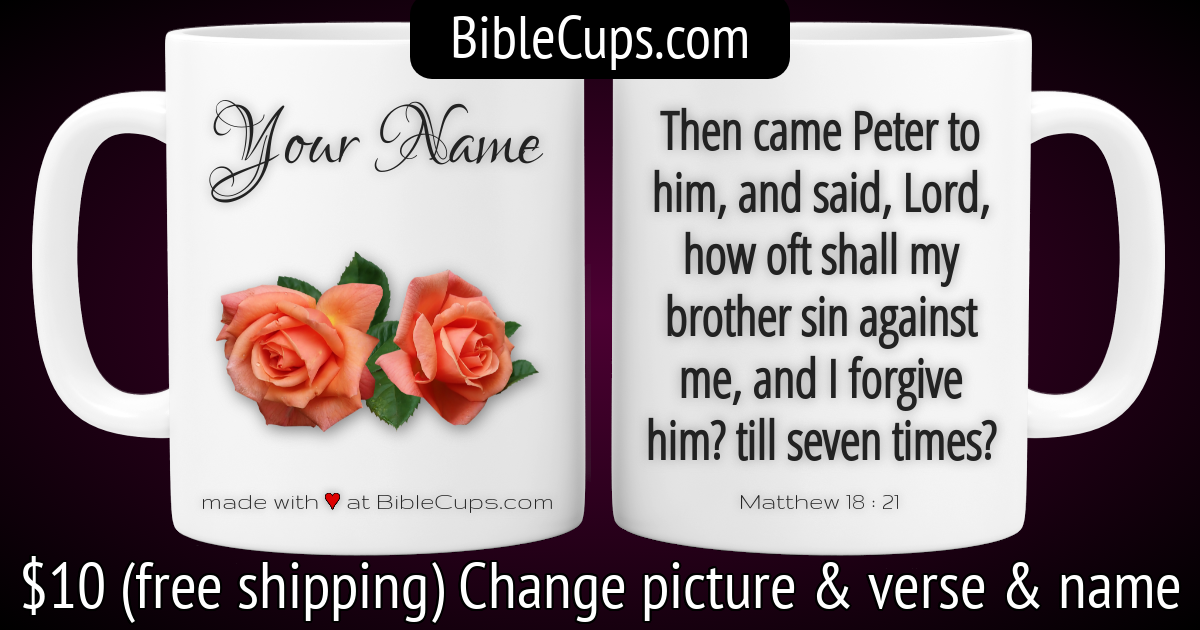 BibleCups.com
Your Name
made with ♥ at BibleCups.com
Then came Peter to
him, and said, Lord,
how oft shall my
brother sin against
me, and I forgive
him? till seven times?
Matthew 18 : 21
$10 (free shipping) Change picture & verse & name